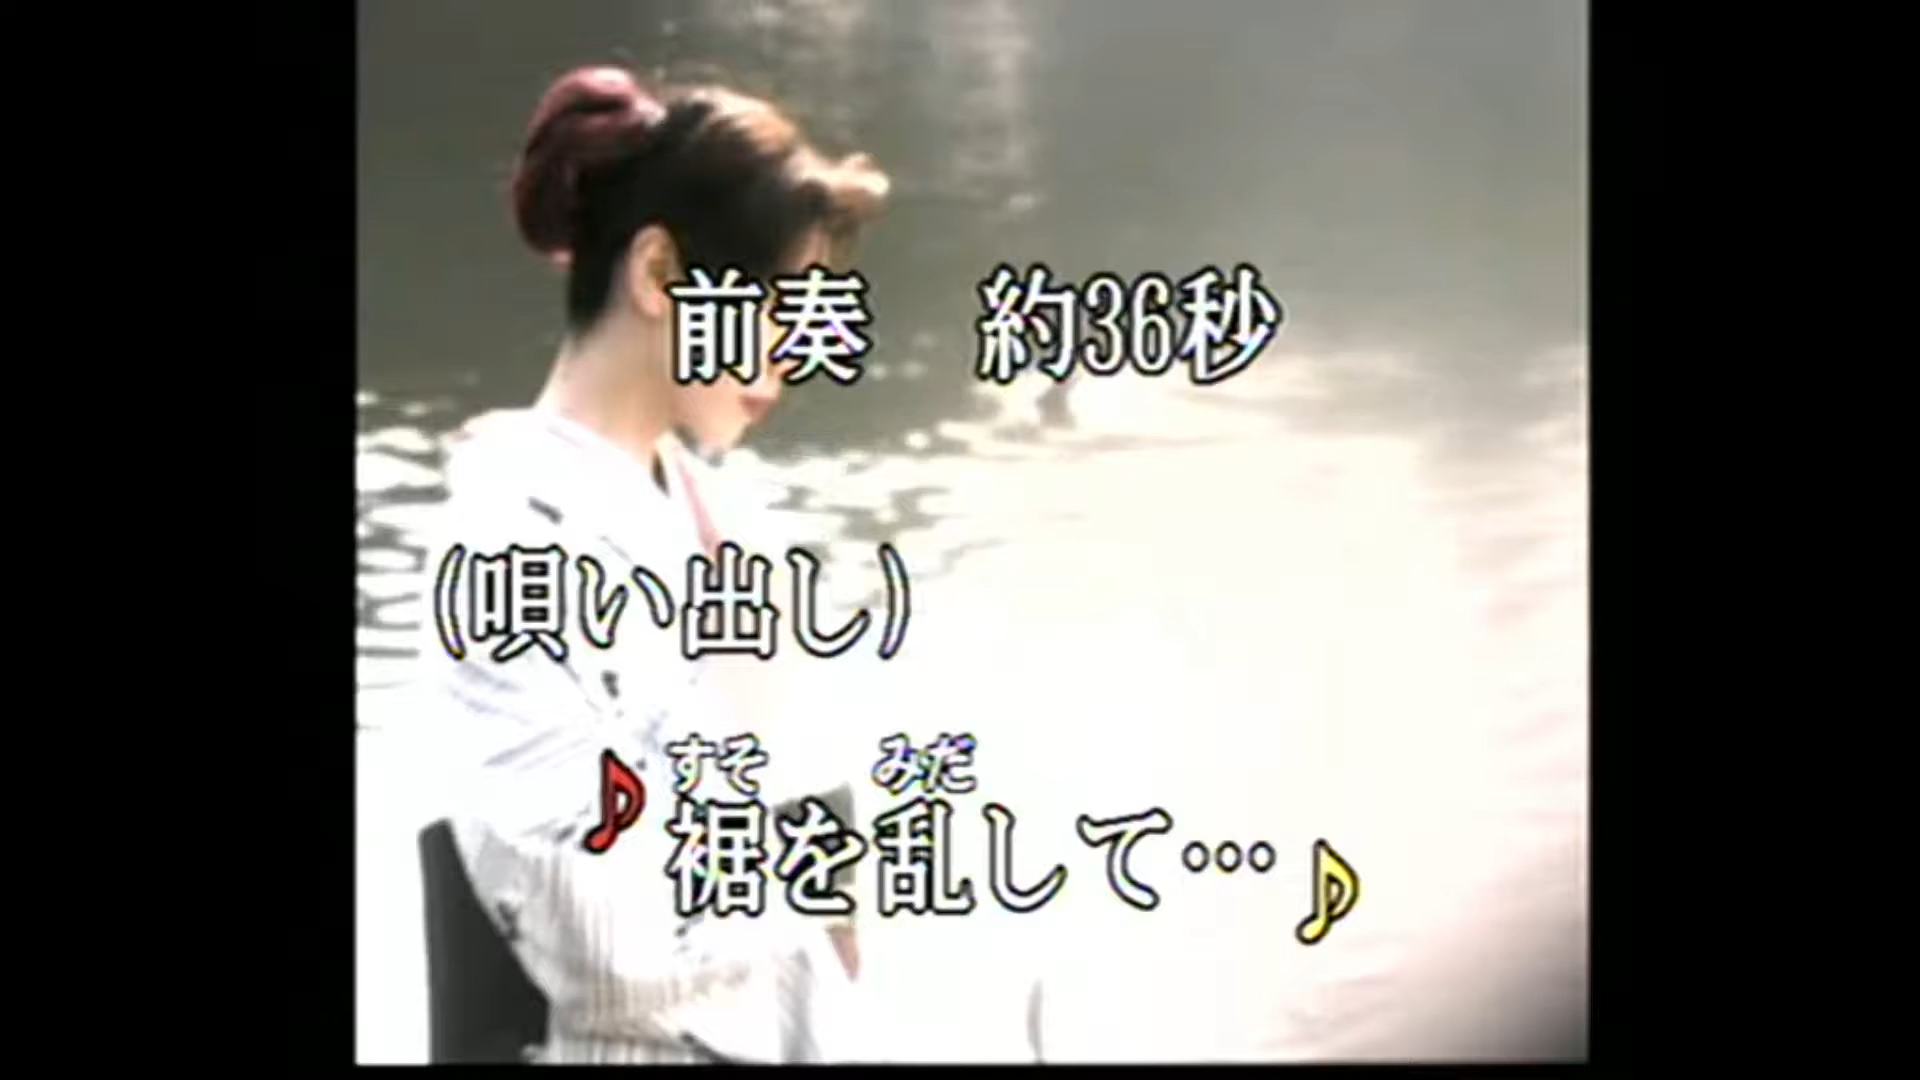 前奏　約36秒
(唄い出し)
すそ　みだ
♪裾を乱して…♪